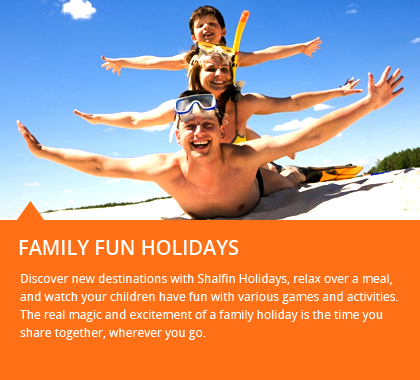 FAMILY FUN HOLIDAYS
Discover new destinations with Shalfin Holidays, relax over a meal,
and watch your children have fun with various games and activities.
The real magic and excitement of a family holiday is the time you
share together, wherever you go.